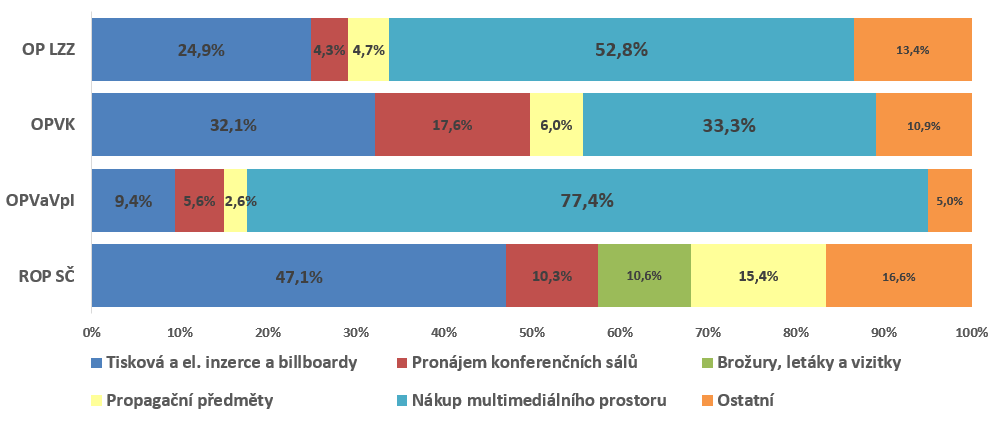 OP LZZ 24,9% 4,3% 4,7% 52,8% 13,4%
OPVK 32,1% 17,6% 6,0% 33,3% 10,9%
OPVaVpI 9,4% 5,6% 2,6% 77,4% 5,0%
ROP SČ 47,1% 10,3% 10,6% 15,4% 16,6%
0% 10% 20% 30% 40% 50% 60% 70% 80% 90% 100%
Tisková a el. inzerce a billboardy Pronájem konferenčních sálů Brožury, letáky a vizitky
Propagační předměty Nákup multimediálního prostoru Ostatní